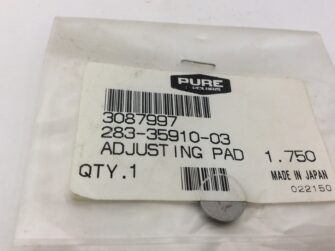 PURE
3087997
283-35910-03
ADJUSTING PAD 1.750
QTY.1 MADE IN JAPAN
022150